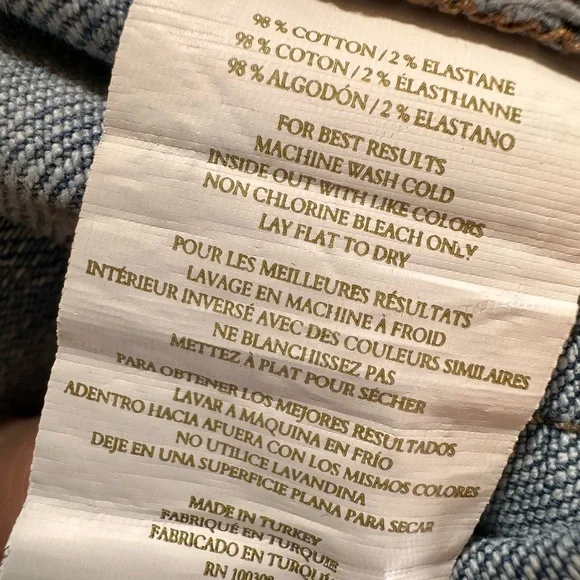 98 % COTTON / 2 % ELASTANE
98 % COTON / 2 % ÉLASTHANNE
98 % ALGODÓN / 2 % ELASTANO
FOR BEST RESULTS
MACHINE WASH COLD
INSIDE OUT WITH LIKE COLORS
NON CHLORINE BLEACH ONLY
LAY FLAT TO DRY
POUR LES MEILLEURES RÉSULTATS
LAVAGE EN MACHINE À FROID
INTÉRIEUR INVERSÉ AVEC DES COULEURS SIMILAIRES
NE BLANCHISSEZ PAS
METTEZ À PLAT POUR SÉCHER
PARA OBTENER LOS MEJORES RESULTADOS
LAVAR A MÁQUINA EN FRÍO
ADENTRO HACIA AFUERA CON LOS MISMOS COLORES
NO UTILICE LAVANDINA
DEJE EN UNA SUPERFICIE PLANA PARA SECAR
MADE IN TURKEY
FABRIQUÉ EN TURQUIE
FABRICADO EN TURQUÍA
RN